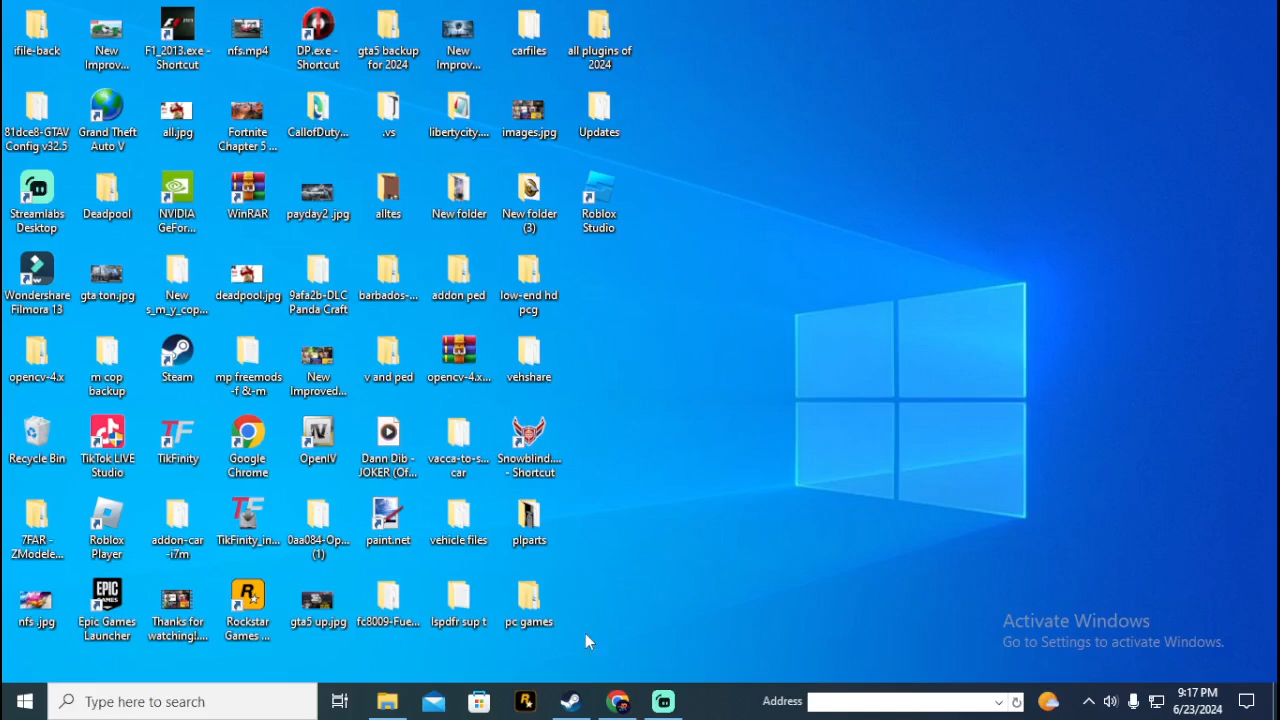 ifile-back
New
Improv...
F1_2013.exe -
Shortcut
nfs.mp4
DP.exe -
Shortcut
gta5 backup
for 2024
New
Improv...
carfiles
all plugins of
2024
81dce8-GTAV
Config v32.5
Grand Theft
Auto V
all.jpg
Fortnite
Chapter 5 ...
CallofDuty...
.vs
libertycity....
images.jpg
Updates
Streamlabs
Desktop
Deadpool
NVIDIA
GeFor...
WinRAR
payday2 .jpg
alltes
New folder
New folder
(3)
Roblox
Studio
Wondershare
Filmora 13
gta ton.jpg
New
s_m_y_cop...
deadpool.jpg
9afa2b-DLC
Panda Craft
barbados-...
addon ped
low-end hd
pcg
opencv-4.x
m cop
backup
Steam
mp freemods
-f &-m
New
Improved...
v and ped
opencv-4.x...
vehshare
Recycle Bin
TikTok LIVE
Studio
TikFinity
Google
Chrome
OpenIV
Dann Dib -
JOKER (Of...
vacca-to-s...
car
Snowblind....
- Shortcut
7FAR -
ZModele...
Roblox
Player
addon-car
-i7m
TikFinity_in...
0aa084-Op...
(1)
paint.net
vehicle files
plparts
nfs .jpg
Epic Games
Launcher
Thanks for
watching!....
Rockstar
Games ...
gta5 up.jpg
fc8009-Fue...
lspdfr sup t
pc games
Activate Windows
Go to Settings to activate Windows.
Type here to search
Address
9:17 PM
6/23/2024